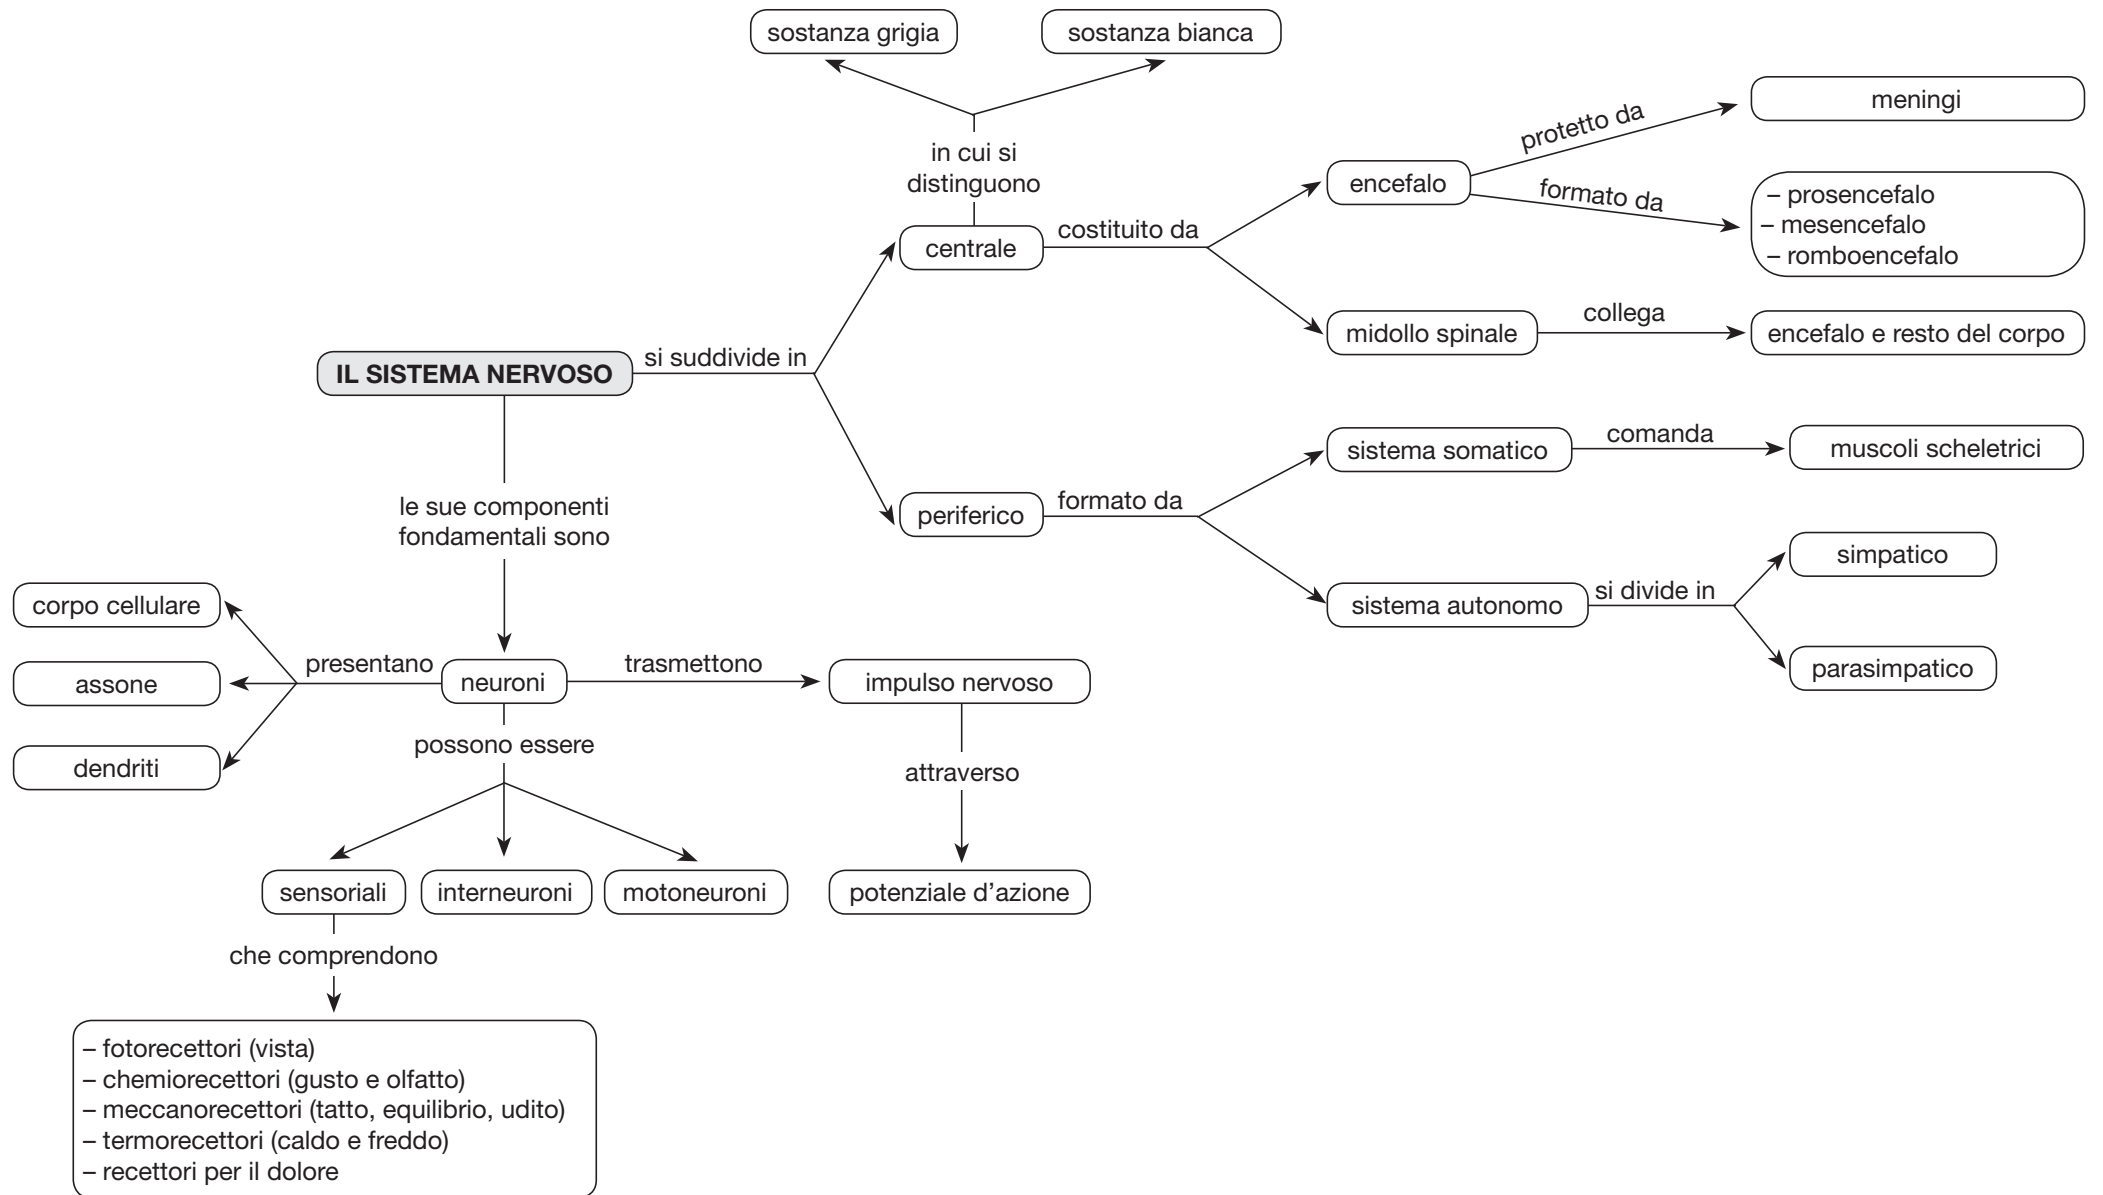 sostanza grigia
sostanza bianca
in cui si
distinguono
centrale
costituito da
encefalo
protetto da
meningi
formato da
– prosencefalo
– mesencefalo
– romboencefalo
midollo spinale
collega
encefalo e resto del corpo
IL SISTEMA NERVOSO
si suddivide in
periferico
formato da
sistema somatico
comanda
muscoli scheletrici
sistema autonomo
si divide in
simpatico
parasimpatico
le sue componenti
fondamentali sono
neuroni
presentano
corpo cellulare
assone
dendriti
trasmettono
impulso nervoso
attraverso
potenziale d’azione
possono essere
sensoriali
interneuroni
motoneuroni
che comprendono
– fotorecettori (vista)
– chemiorecettori (gusto e olfatto)
– meccanorecettori (tatto, equilibrio, udito)
– termorecettori (caldo e freddo)
– recettori per il dolore